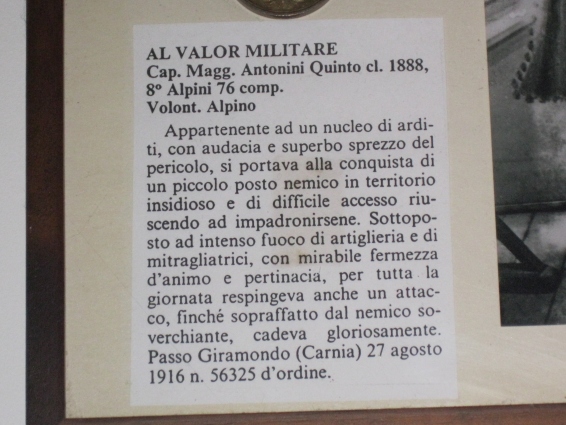 AL VALOR MILITARE
Cap. Magg. Antonini Quinto cl. 1888,
8º Alpini 76 comp.
Volont. Alpino
Appartenente ad un nucleo di ardi-
ti, con audacia e superbo sprezzo del
pericolo, si portava alla conquista di
un piccolo posto nemico in territorio
insidioso e di difficile accesso riu-
scendo ad impadronirsene. Sottopo-
sto ad intenso fuoco di artiglieria e di
mitragliatrici, con mirabile fermezza
d'animo e pertinacia, per tutta la
giornata respingeva anche un attac-
co, finché sopraffatto dal nemico so-
verchiante, cadeva gloriosamente.
Passo Giramondo (Carnia) 27 agosto
1916 n. 56325 d'ordine.